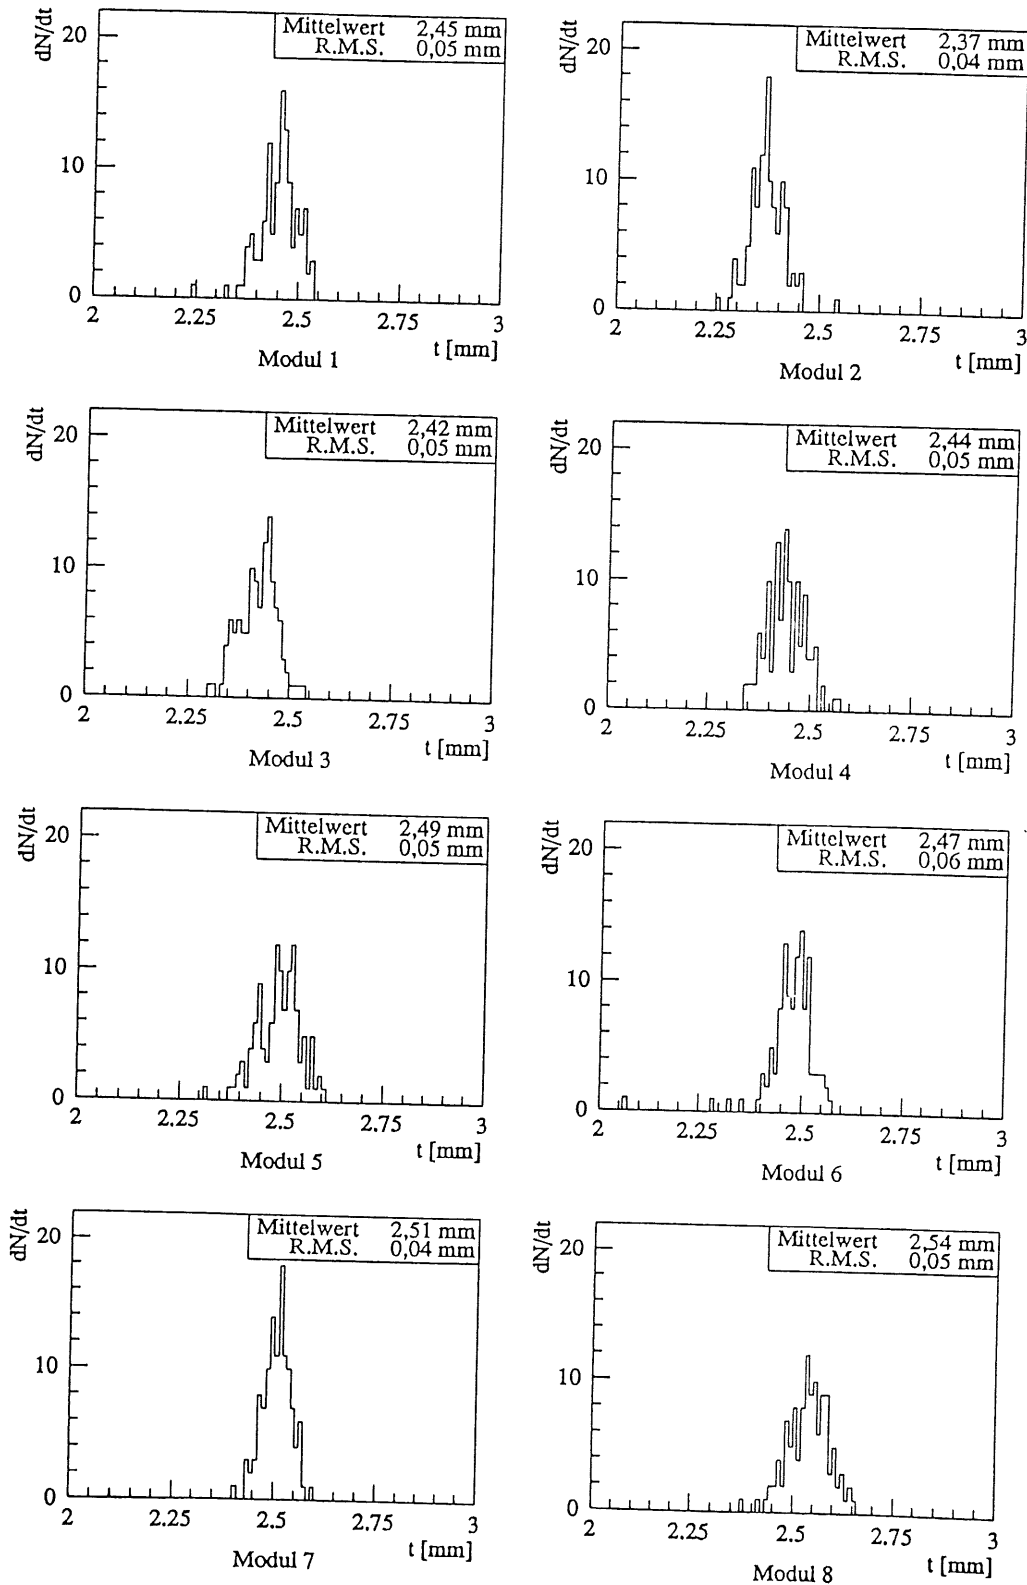 dN/dt
20
10
0
Mittelwert 2,45 mm
R.M.S. 0,05 mm
2 2.25 2.5 2.75 3
t [mm]
Modul 1
dN/dt
20
10
0
Mittelwert 2,37 mm
R.M.S. 0,04 mm
2 2.25 2.5 2.75 3
t [mm]
Modul 2
dN/dt
20
10
0
Mittelwert 2,42 mm
R.M.S. 0,05 mm
2 2.25 2.5 2.75 3
t [mm]
Modul 3
dN/dt
20
10
0
Mittelwert 2,44 mm
R.M.S. 0,05 mm
2 2.25 2.5 2.75 3
t [mm]
Modul 4
dN/dt
20
10
0
Mittelwert 2,49 mm
R.M.S. 0,05 mm
2 2.25 2.5 2.75 3
t [mm]
Modul 5
dN/dt
20
10
0
Mittelwert 2,47 mm
R.M.S. 0,06 mm
2 2.25 2.5 2.75 3
t [mm]
Modul 6
dN/dt
20
10
0
Mittelwert 2,51 mm
R.M.S. 0,04 mm
2 2.25 2.5 2.75 3
t [mm]
Modul 7
dN/dt
20
10
0
Mittelwert 2,54 mm
R.M.S. 0,05 mm
2 2.25 2.5 2.75 3
t [mm]
Modul 8